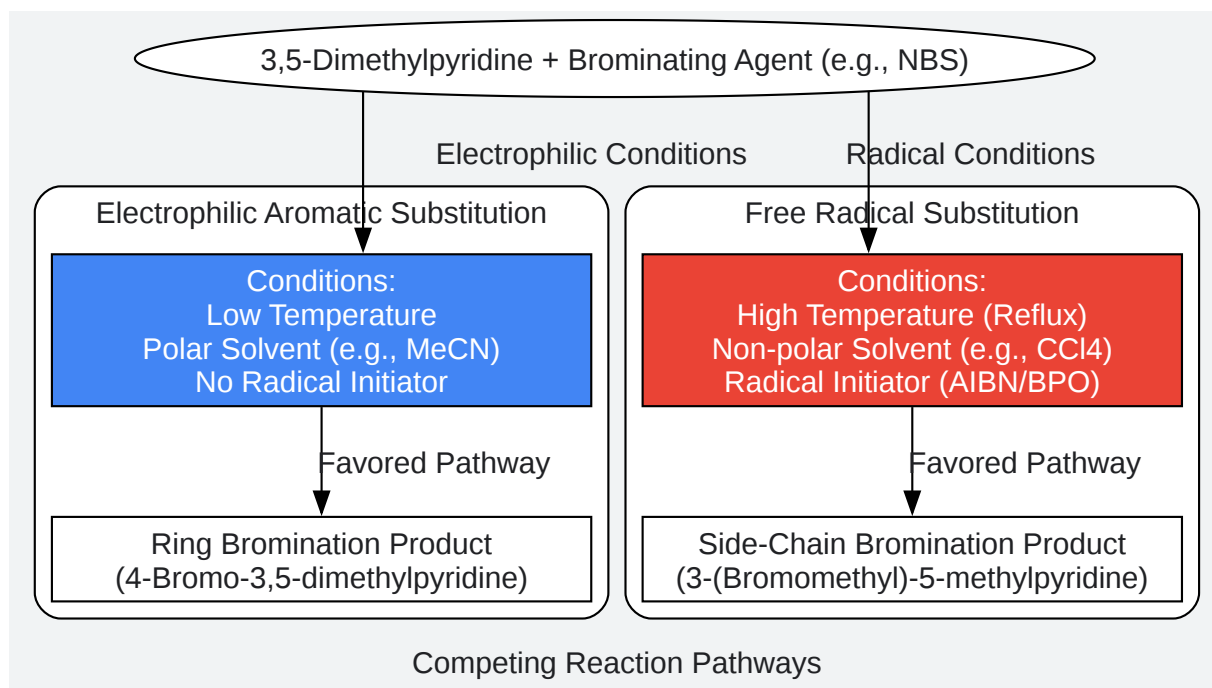 3,5-Dimethylpyridine + Brominating Agent (e.g., NBS)
Electrophilic Conditions
Radical Conditions
Electrophilic Aromatic Substitution
Conditions:
Low Temperature
Polar Solvent (e.g., MeCN)
No Radical Initiator
Favored Pathway
Ring Bromination Product
(4-Bromo-3,5-dimethylpyridine)
Free Radical Substitution
Conditions:
High Temperature (Reflux)
Non-polar Solvent (e.g., CCl4)
Radical Initiator (AIBN/BPO)
Favored Pathway
Side-Chain Bromination Product
(3-(Bromomethyl)-5-methylpyridine)
Competing Reaction Pathways